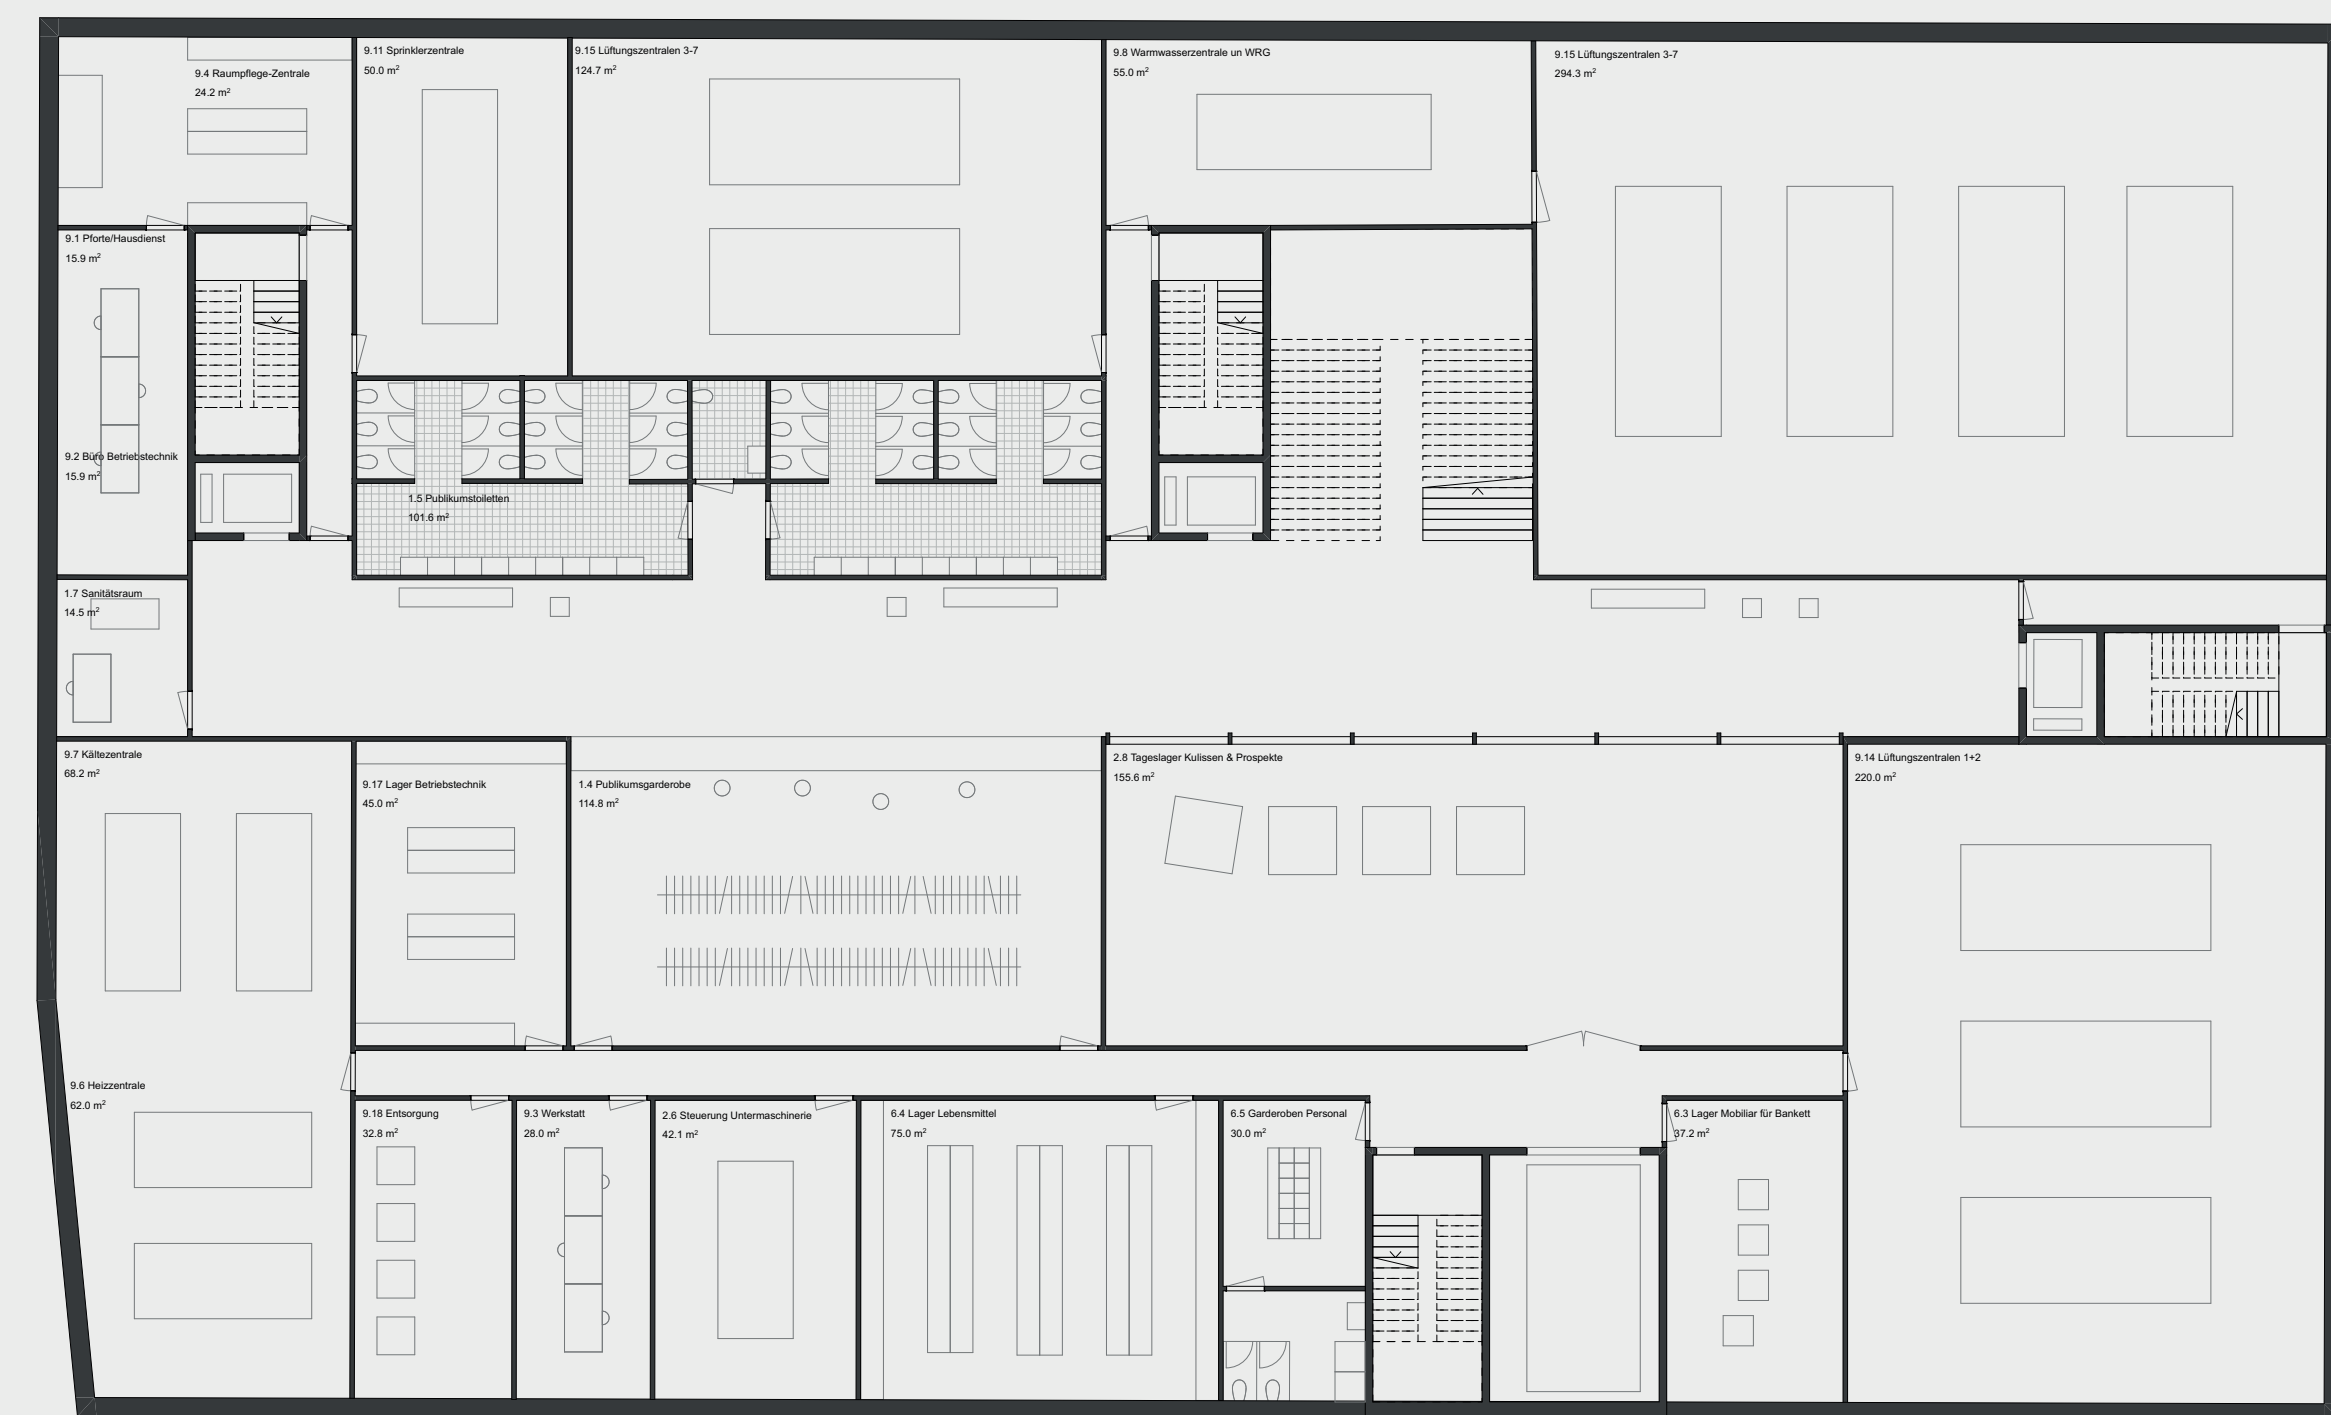 9.4 Raumpflege-Zentrale
24.2 m²
9.11 Sprinklerzentrale
50.0 m²
9.15 Lüftungszentralen 3-7
124.7 m²
9.8 Warmwasserzentrale un WRG
55.0 m²
9.15 Lüftungszentralen 3-7
294.3 m²
9.1 Pforte/Hausdienst
15.9 m²
9.2 Büro Betriebstechnik
15.9 m²
1.5 Publikumstoiletten
101.6 m²
1.7 Sanitätsraum
14.5 m²
9.7 Kältezentrale
68.2 m²
9.17 Lager Betriebstechnik
45.0 m²
1.4 Publikumsgarderobe
114.8 m²
2.8 Tageslager Kulissen & Prospekte
155.6 m²
9.14 Lüftungszentralen 1+2
220.0 m²
9.6 Heizzentrale
62.0 m²
9.18 Entsorgung
32.8 m²
9.3 Werkstatt
28.0 m²
2.6 Steuerung Untermaschinerie
42.1 m²
6.4 Lager Lebensmittel
75.0 m²
6.5 Garderoben Personal
30.0 m²
6.3 Lager Mobiliar für Bankett
37.2 m²